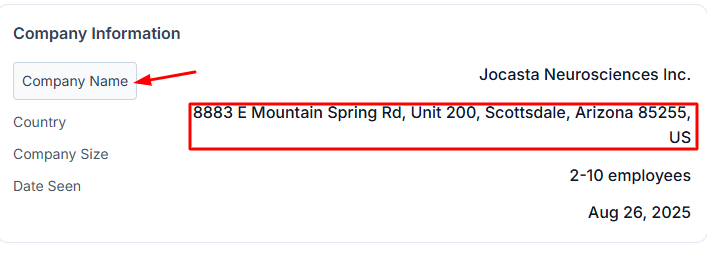 Company Information
Company Name
Jocasta Neurosciences Inc.
Country
8883 E Mountain Spring Rd, Unit 200, Scottsdale, Arizona 85255,
US
Company Size
2-10 employees
Date Seen
Aug 26, 2025